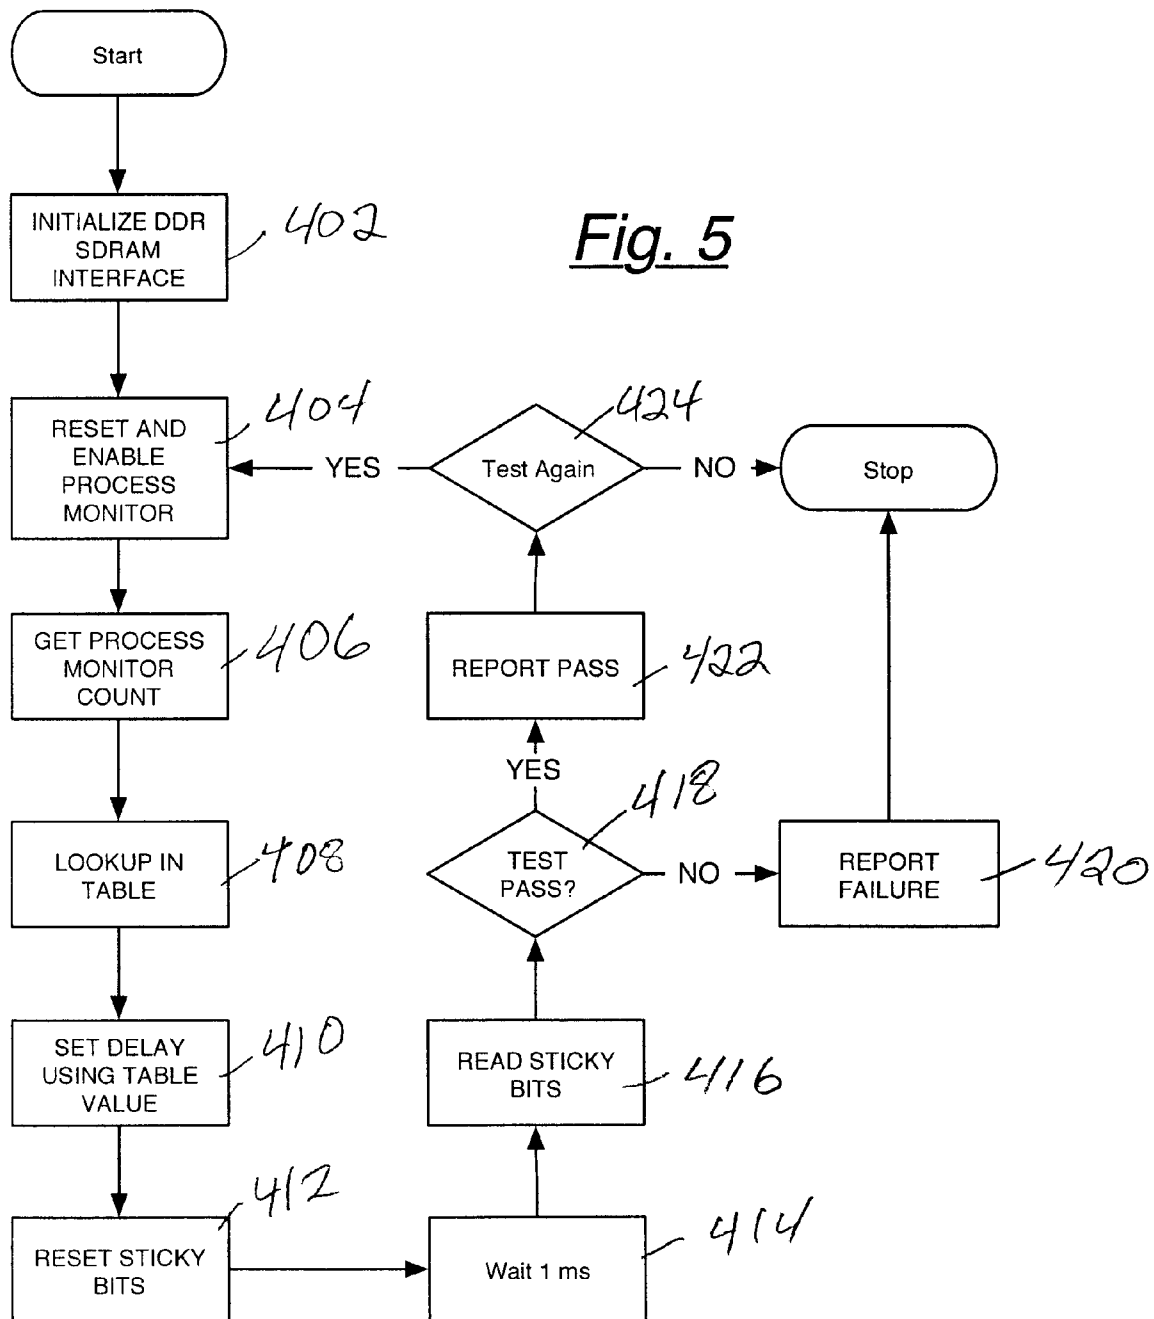 Start
INITIALIZE DDR
SDRAM
INTERFACE
402
Fig. 5
RESET AND
ENABLE
PROCESS
MONITOR
404
YES
Test Again
424
NO
Stop
GET PROCESS
MONITOR
COUNT
406
REPORT PASS
422
YES
LOOKUP IN
TABLE
408
TEST
PASS?
418
NO
REPORT
FAILURE
420
SET DELAY
USING TABLE
VALUE
410
READ STICKY
BITS
416
RESET STICKY
BITS
412
Wait 1 ms
414